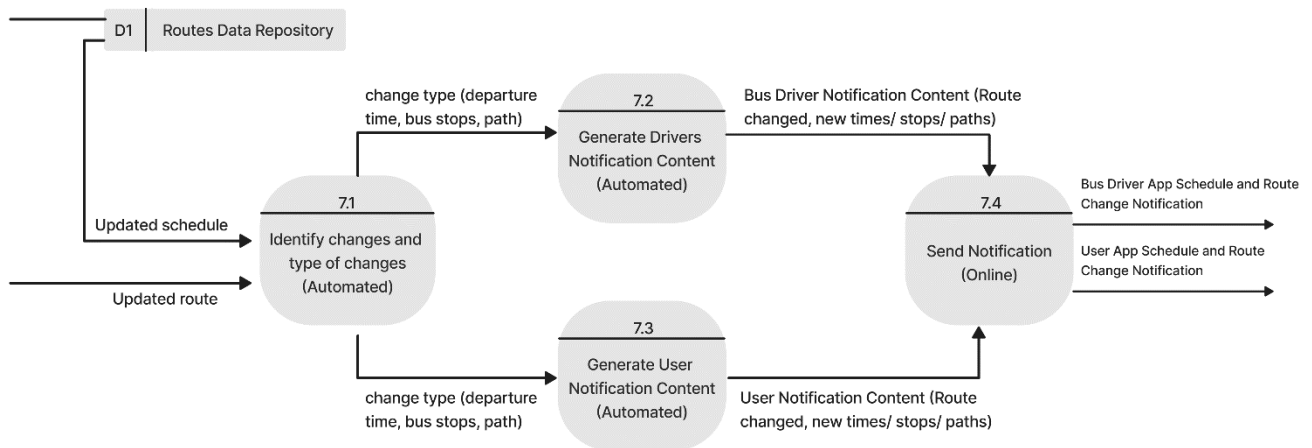 D1 Routes Data Repository
change type (departure
time, bus stops, path)
7.2
Generate Drivers
Notification Content
(Automated)
Bus Driver Notification Content (Route
changed, new times/ stops/ paths)
Updated schedule
Updated route
7.1
Identify changes and
type of changes
(Automated)
7.4
Send Notification
(Online)
Bus Driver App Schedule and Route
Change Notification
User App Schedule and Route
Change Notification
change type (departure
time, bus stops, path)
7.3
Generate User
Notification Content
(Automated)
User Notification Content (Route
changed, new times/ stops/ paths)